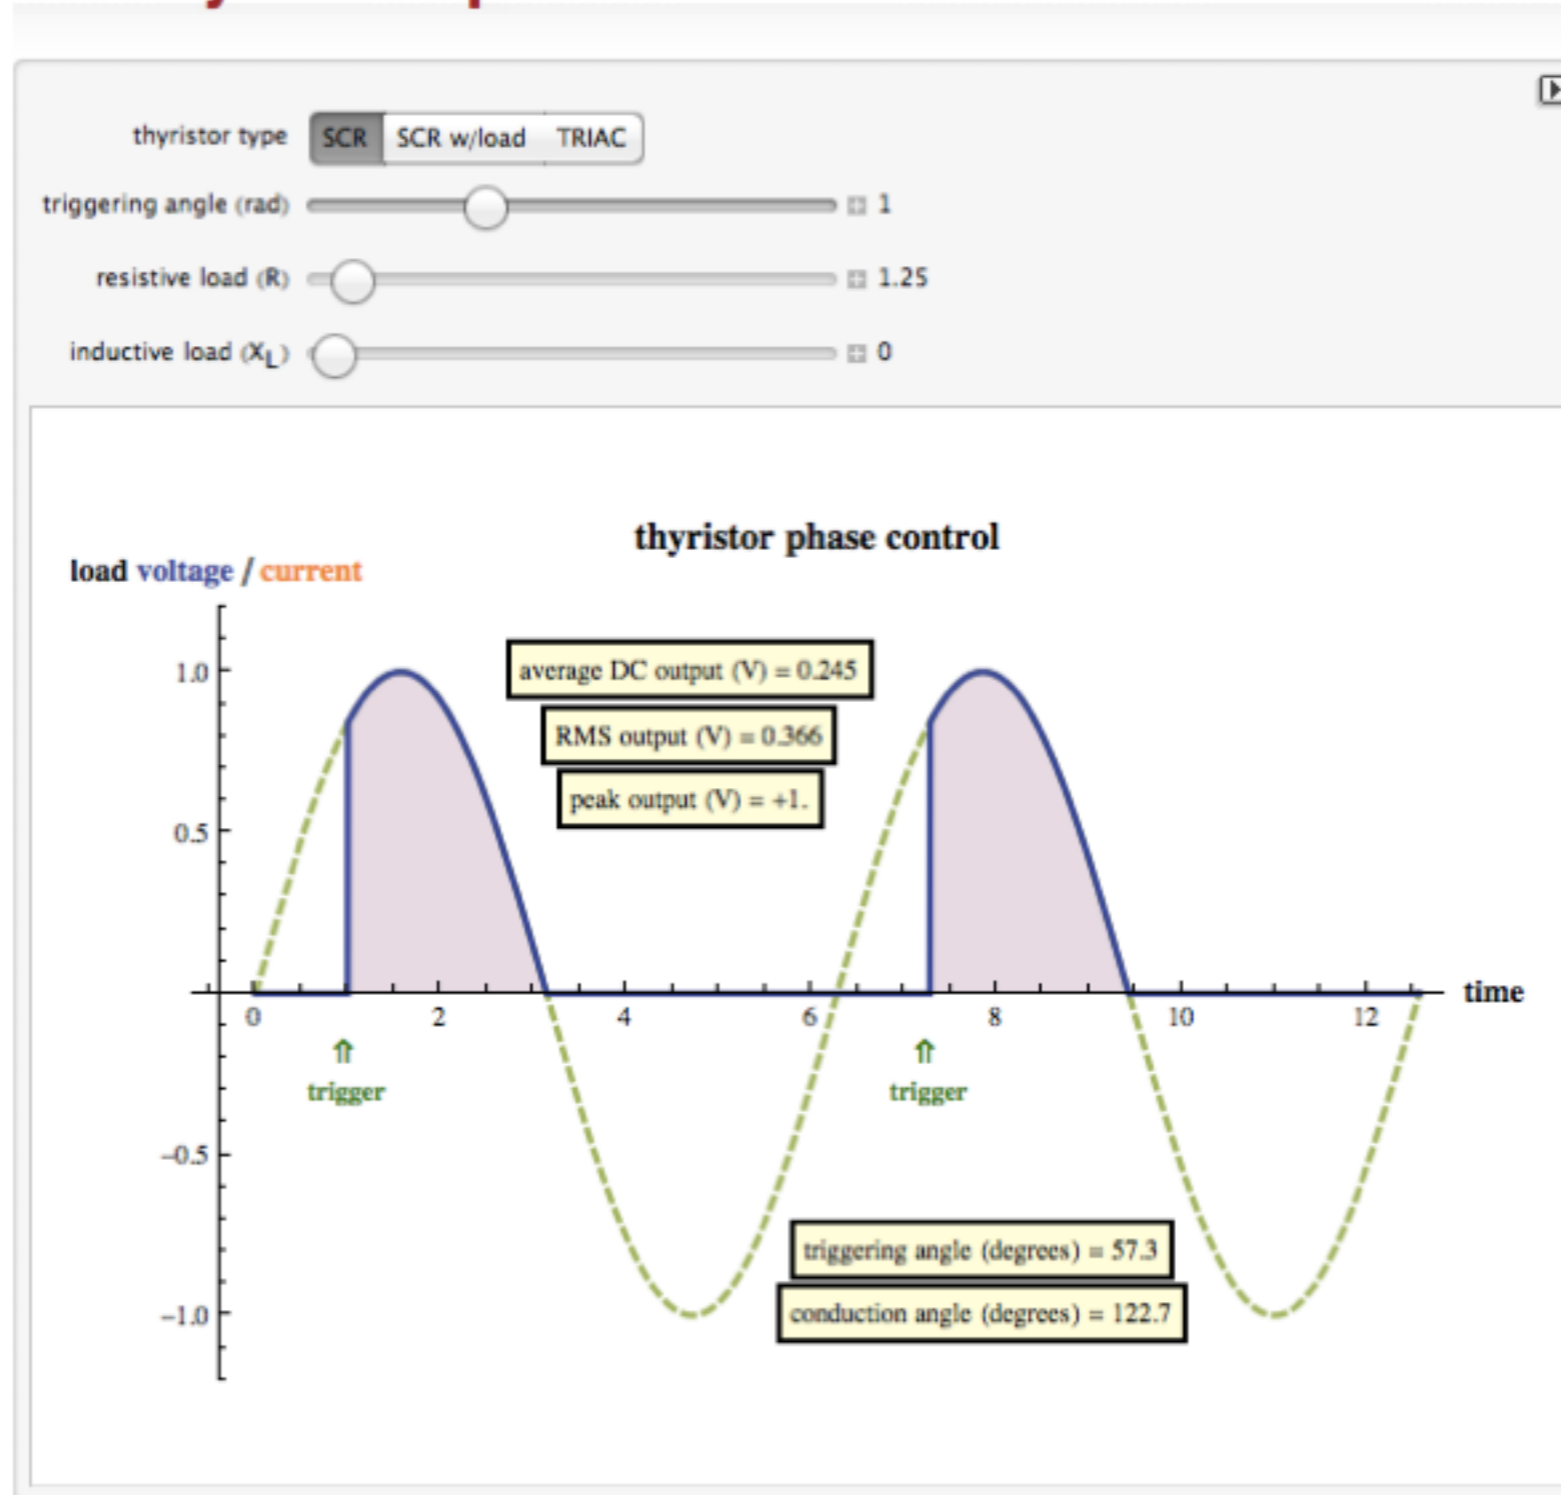 thyristor type SCR SCR w/load TRIAC
triggering angle (rad) 1
resistive load (R) 1.25
inductive load (XL) 0
thyristor phase control
load voltage / current
average DC output (V) = 0.245
RMS output (V) = 0.366
peak output (V) = +1.
1.0
0.5
−0.5
−1.0
0 2 4 6 8 10 12
time
⇑ ⇑
trigger trigger
triggering angle (degrees) = 57.3
conduction angle (degrees) = 122.7